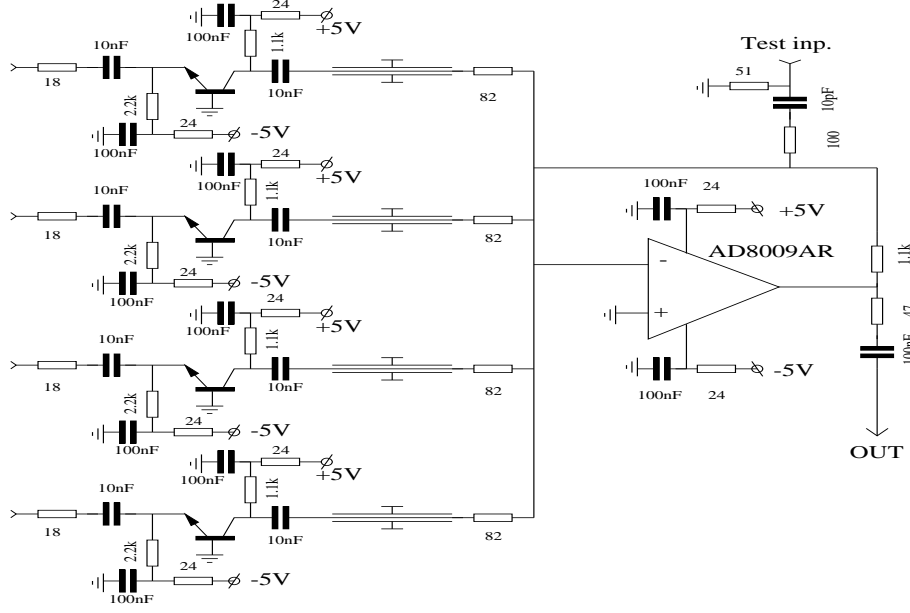 24
+5V
100nF
10nF
1.1k
18
10nF
82
2.2k
24
-5V
100nF
24
+5V
100nF
10nF
1.1k
18
10nF
82
2.2k
24
-5V
100nF
24
+5V
100nF
10nF
1.1k
18
10nF
82
2.2k
24
-5V
100nF
24
+5V
100nF
10nF
1.1k
18
10nF
82
2.2k
24
-5V
100nF
Test inp.
51
10pF
100
100nF
24
+5V
AD8009AR
-
+
1.1k
47
100nF
-5V
100nF
24
OUT